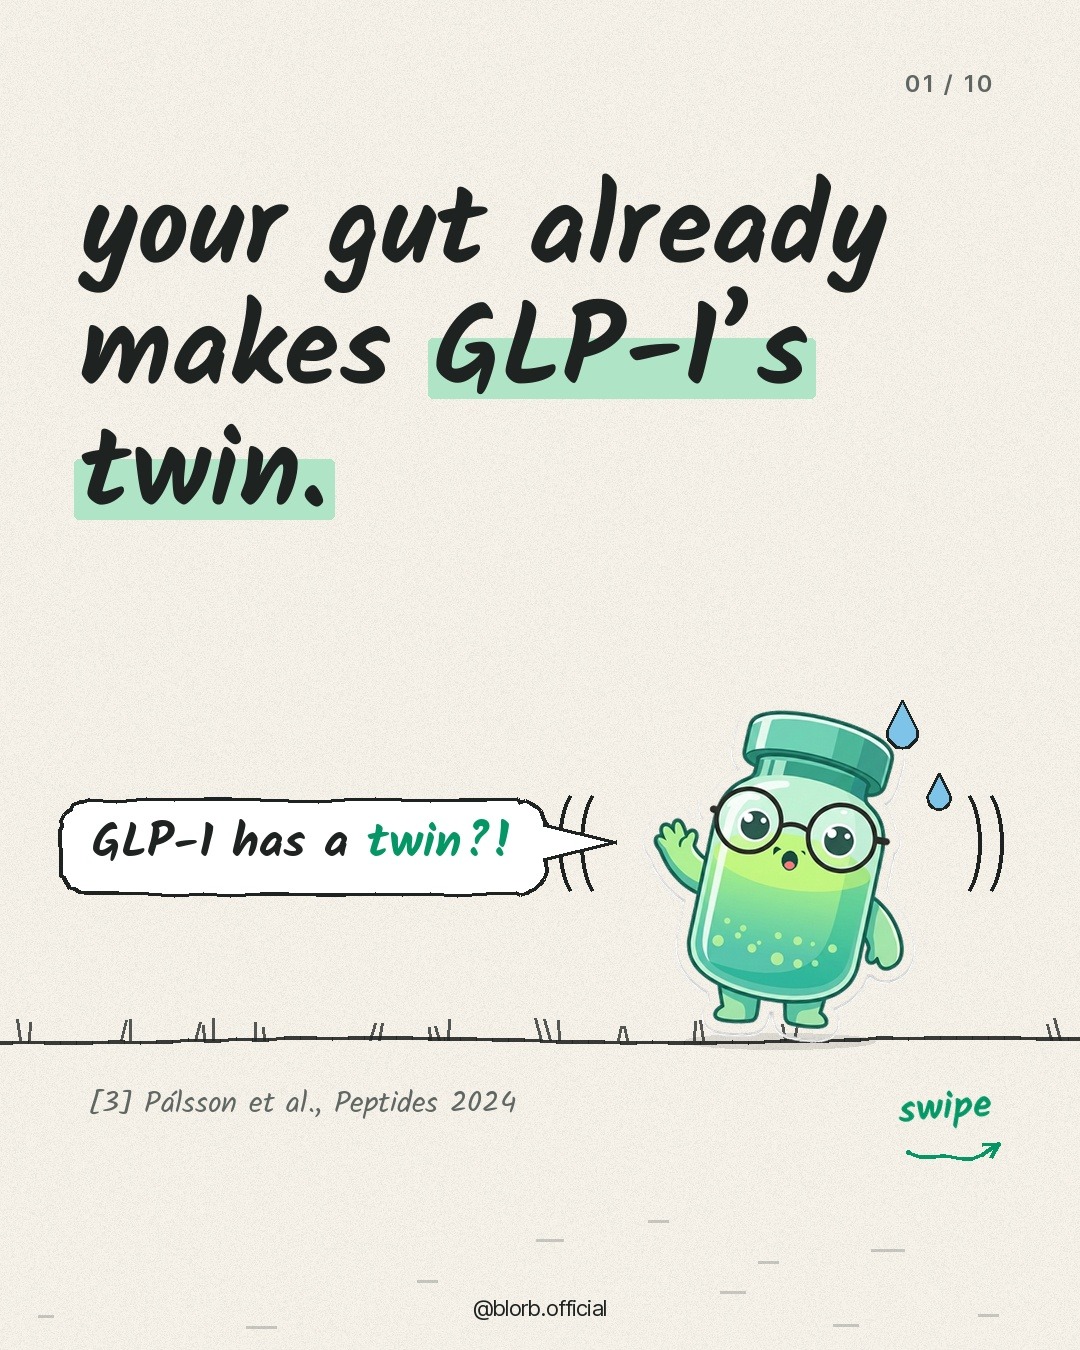 01 / 10
your gut already
makes GLP-1’s
twin.
GLP-1 has a twin?!
[3] Pálsson et al., Peptides 2024
swipe
@blorb.official